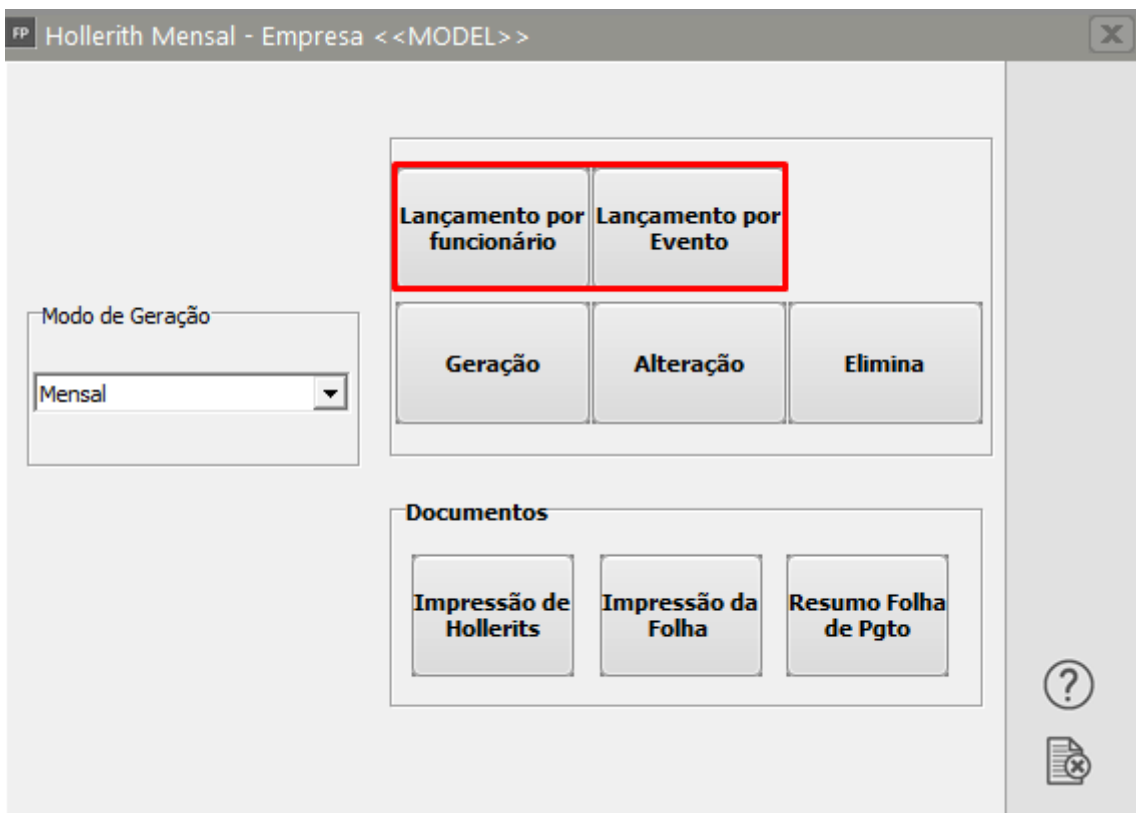 FP Hollerith Mensal - Empresa <<MODEL>>
Lançamento por
funcionário
Lançamento por
Evento
Modo de Geração
Mensal
Geração
Alteração
Elimina
Documentos
Impressão de
Hollerits
Impressão da
Folha
Resumo Folha
de Pgto
?